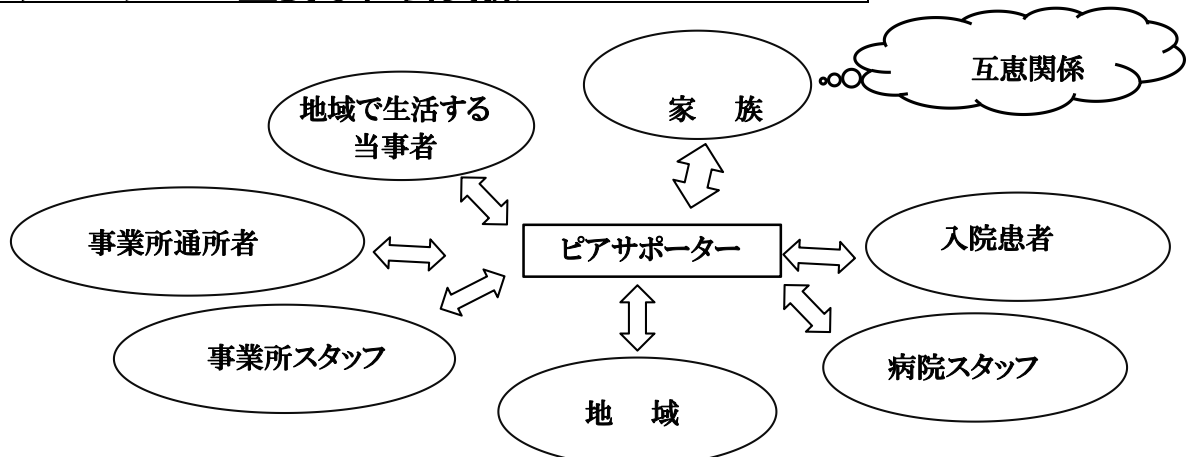 互恵関係
家 族
地域で生活する
当事者
事業所通所者
ピアサポーター
入院患者
事業所スタッフ
病院スタッフ
地 域